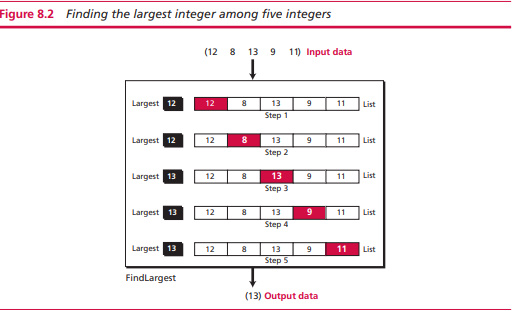 Figure 8.2 Finding the largest integer among five integers
(12 8 13 9 11) Input data
Largest 12 12 8 13 9 11 List
Step 1
Largest 12 12 8 13 9 11 List
Step 2
Largest 13 12 8 13 9 11 List
Step 3
Largest 13 12 8 13 9 11 List
Step 4
Largest 13 12 8 13 9 11 List
Step 5
FindLargest
(13) Output data